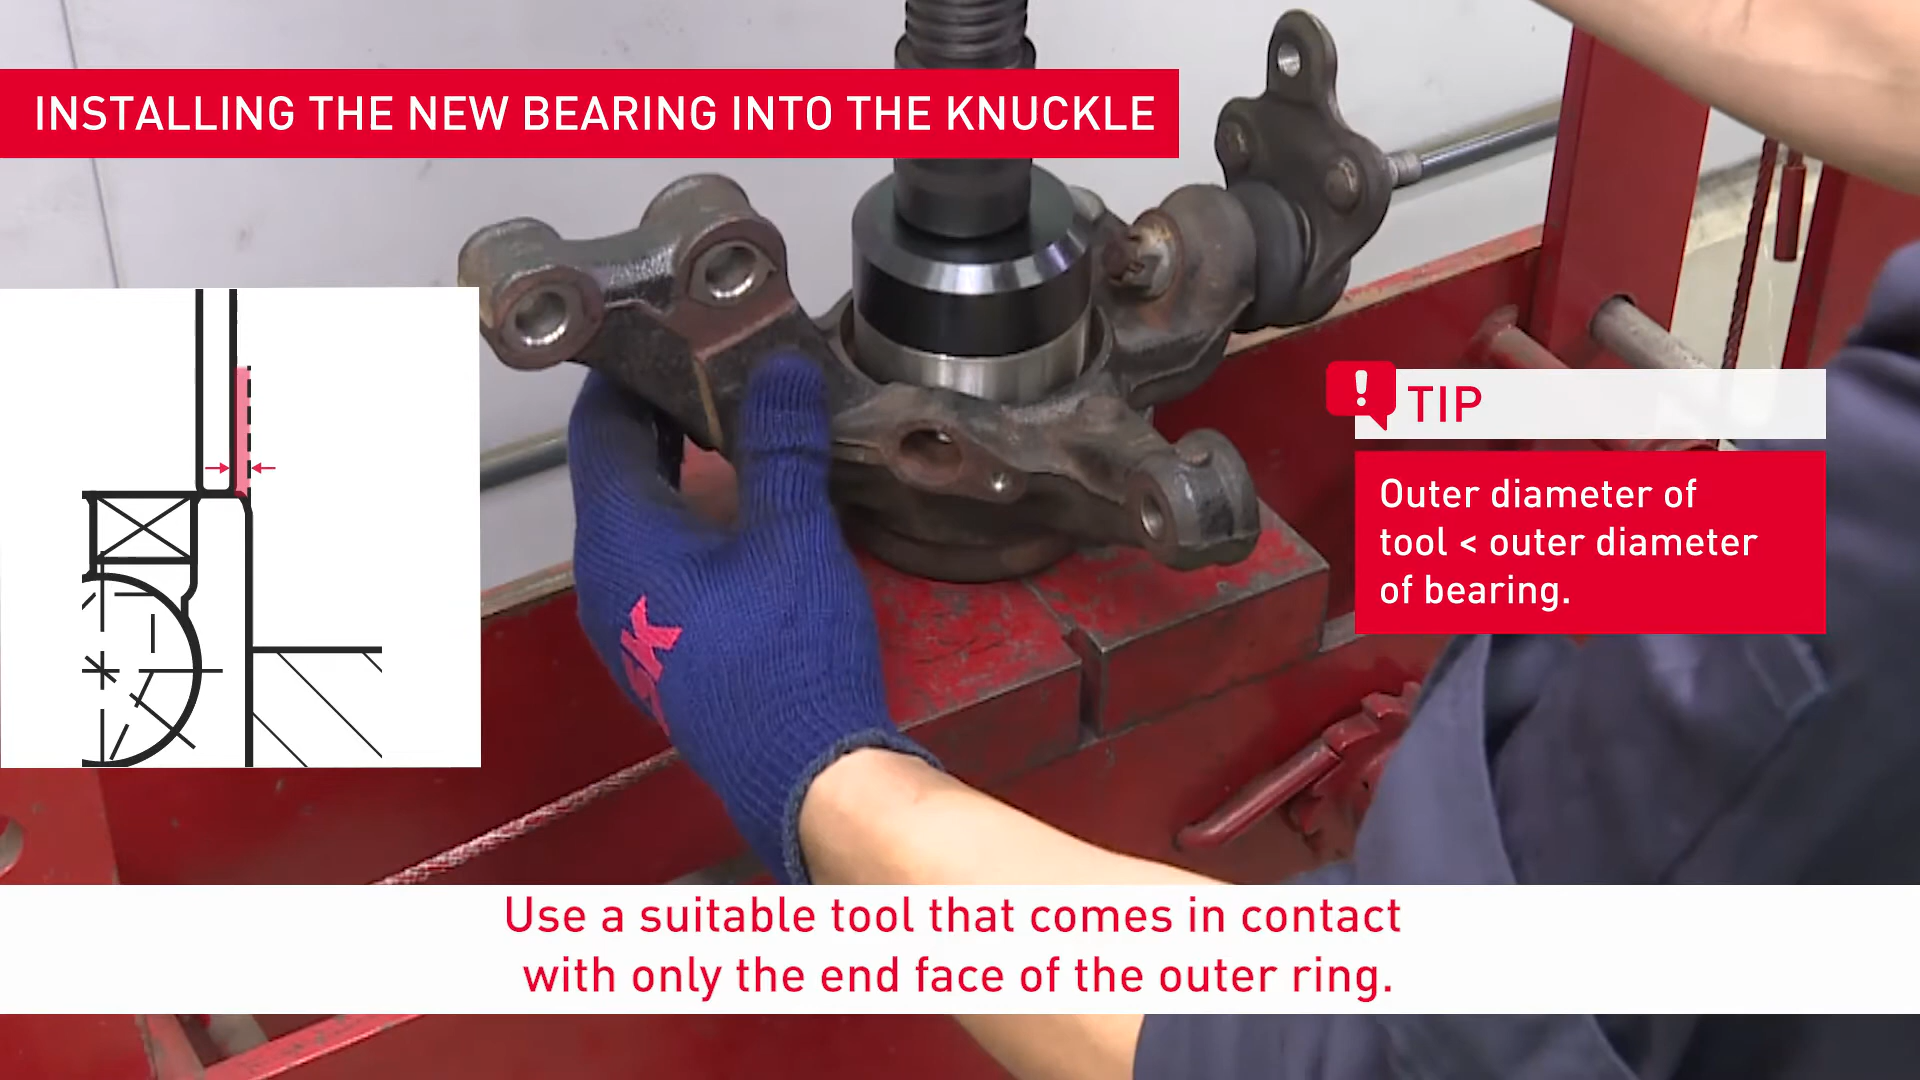 INSTALLING THE NEW BEARING INTO THE KNUCKLE
! TIP
Outer diameter of
tool < outer diameter
of bearing.
Use a suitable tool that comes in contact
with only the end face of the outer ring.